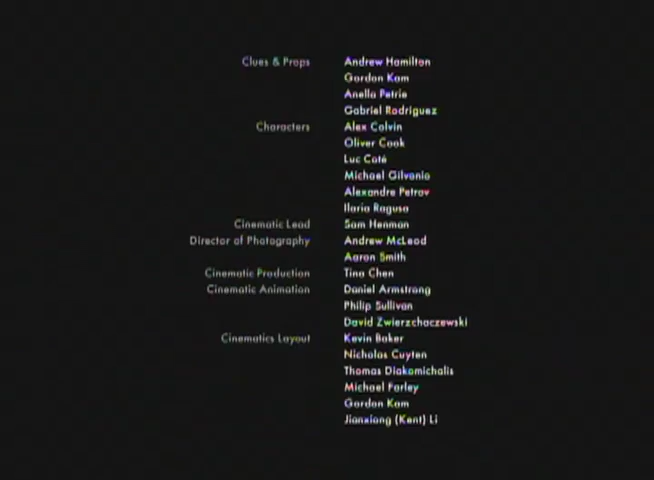 Clues & Props Andrew Hamilton
Gordon Kam
Anella Petrie
Gabriel Rodriguez
Characters Alex Calvin
Oliver Cook
Luc Coté
Michael Gilvonio
Alexandre Petrov
Ilaria Ragusa
Cinematic Lead Sam Henman
Director of Photography Andrew McLeod
Aaron Smith
Cinematic Production Tina Chen
Cinematic Animation Daniel Armstrong
Philip Sullivan
David Zwierzchaczewski
Cinematics Layout Kevin Baker
Nicholas Cuyten
Thomas Diakomichalis
Michael Farley
Gordon Kam
Jianxiong (Kent) Li